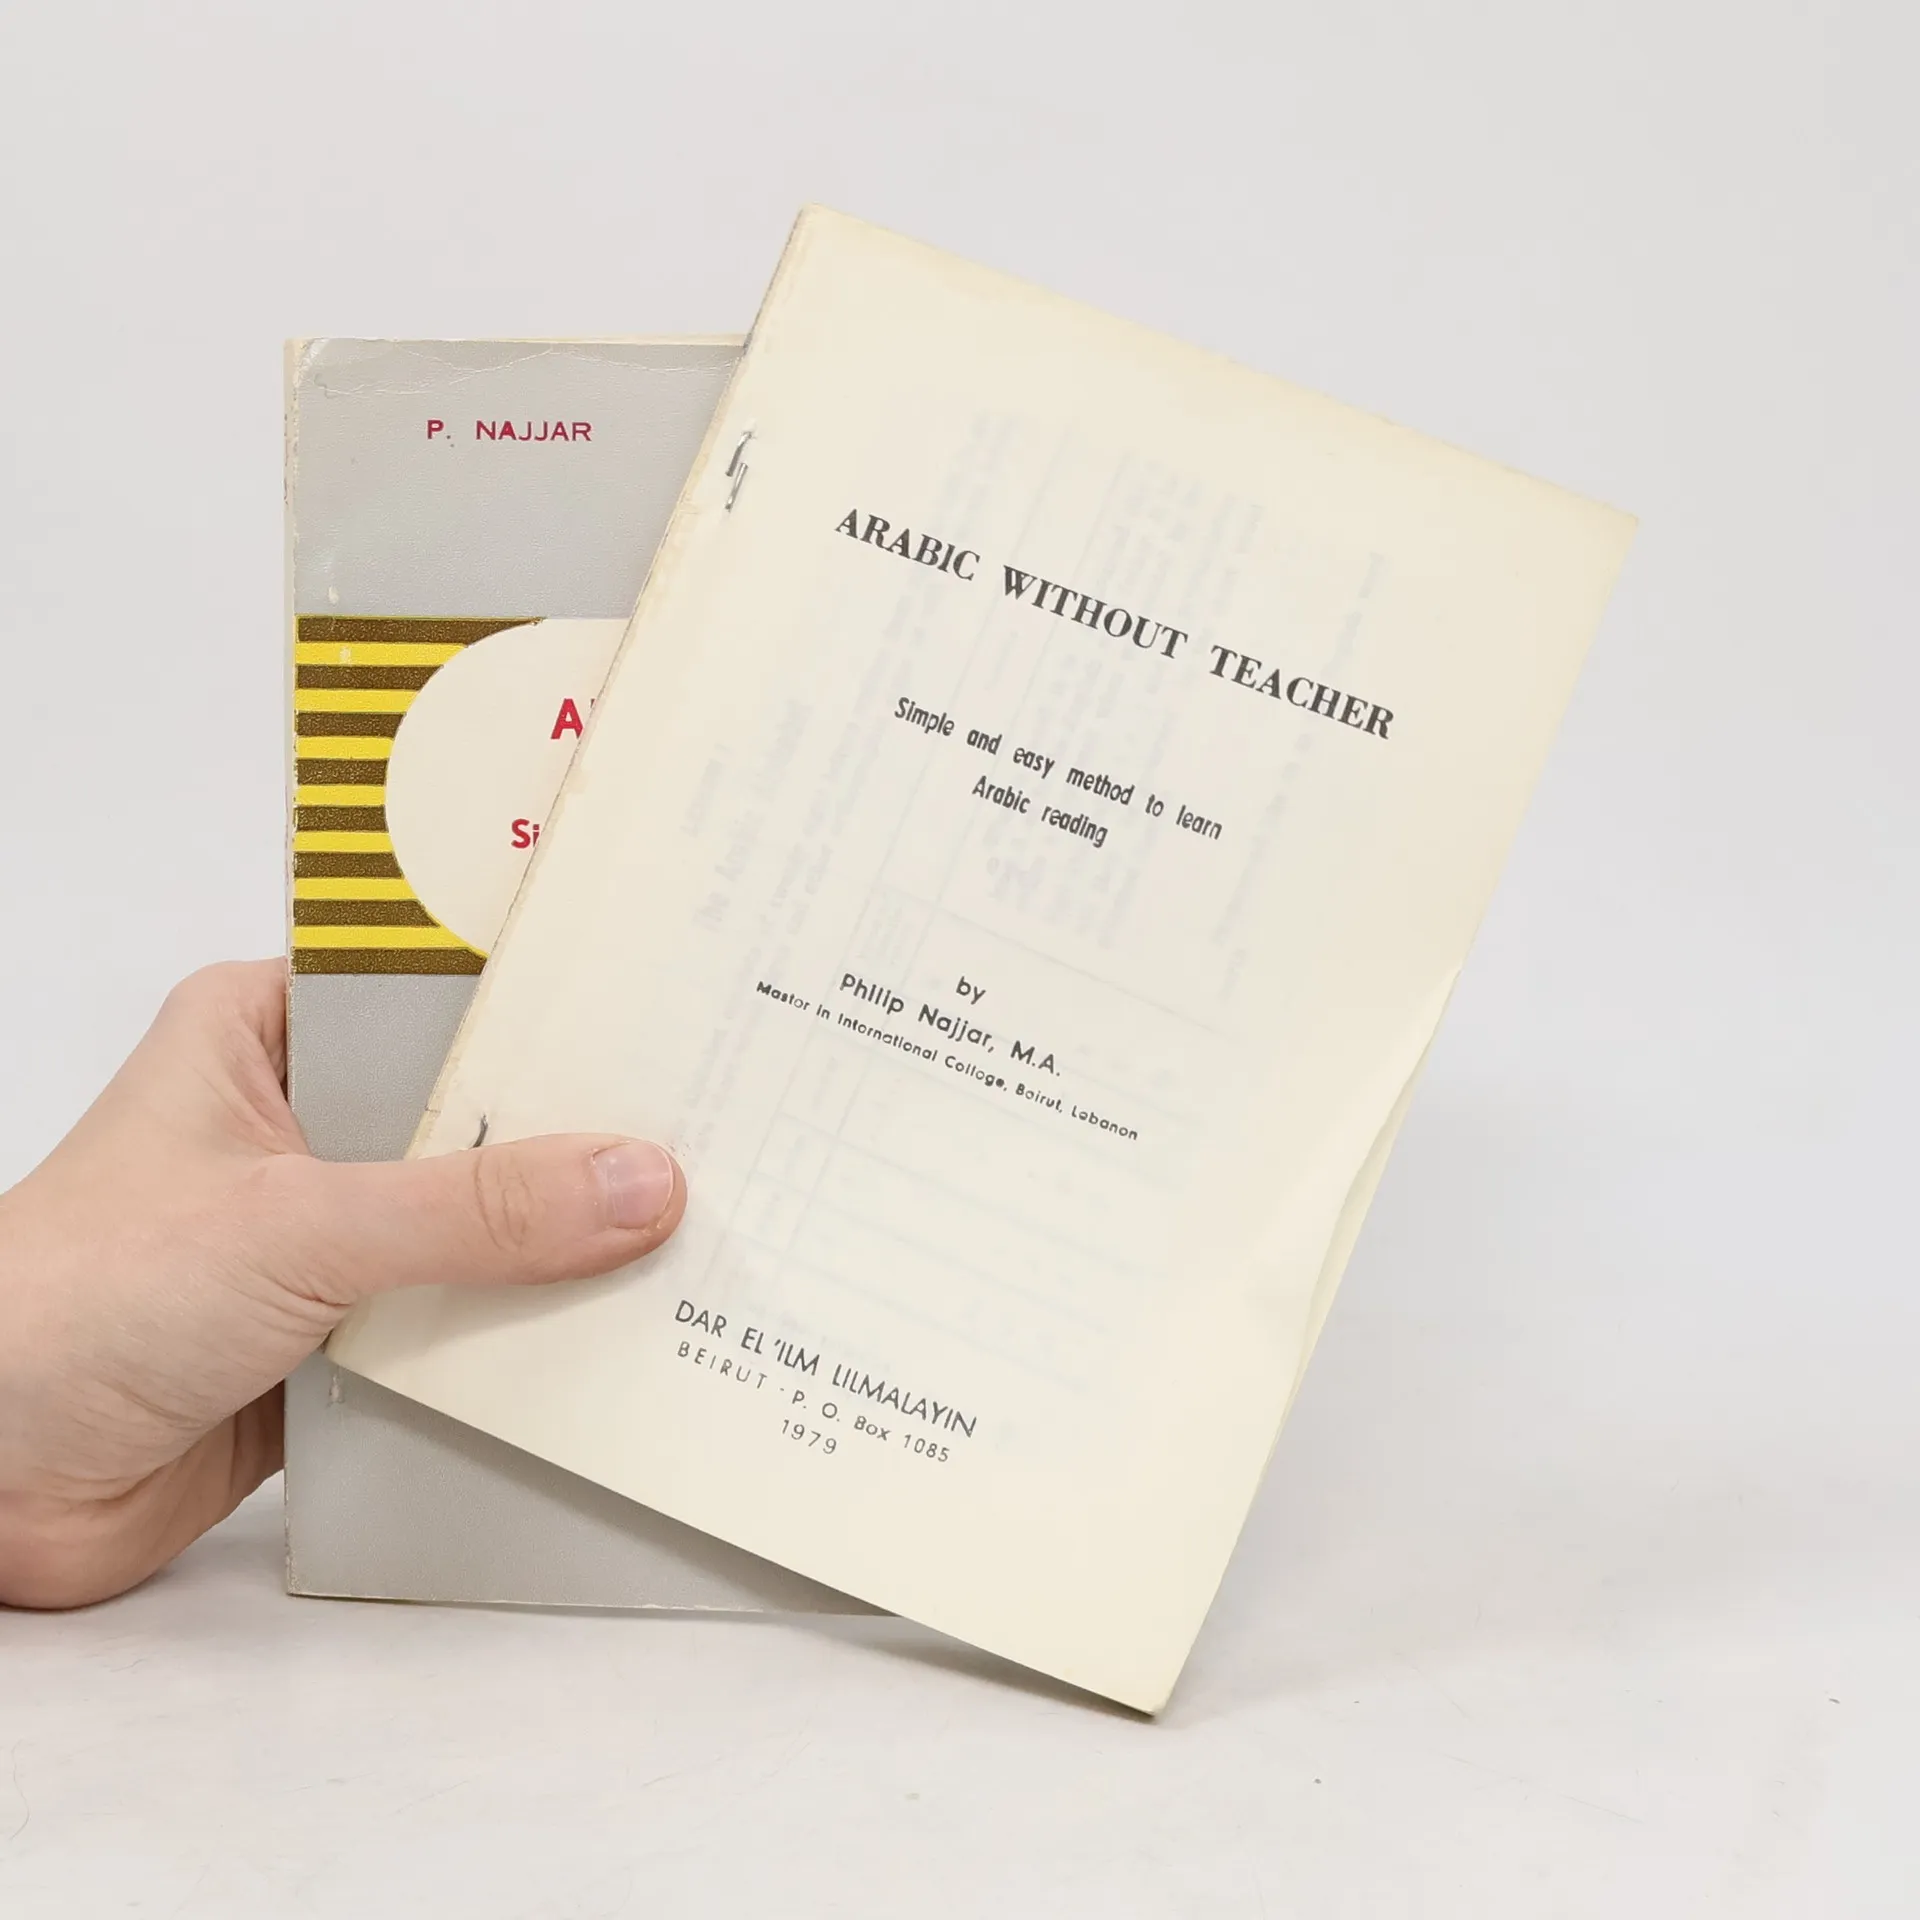 P. NAJJAR
ARABIC WITHOUT TEACHER
Simple and easy method to learn
Arabic reading
by
Philip Najjar, M.A.
Master in International College, Beirut, Lebanon
DAR EL 'ILM LILMALAYIN
BEIRUT - P. O. Box 1085
1979